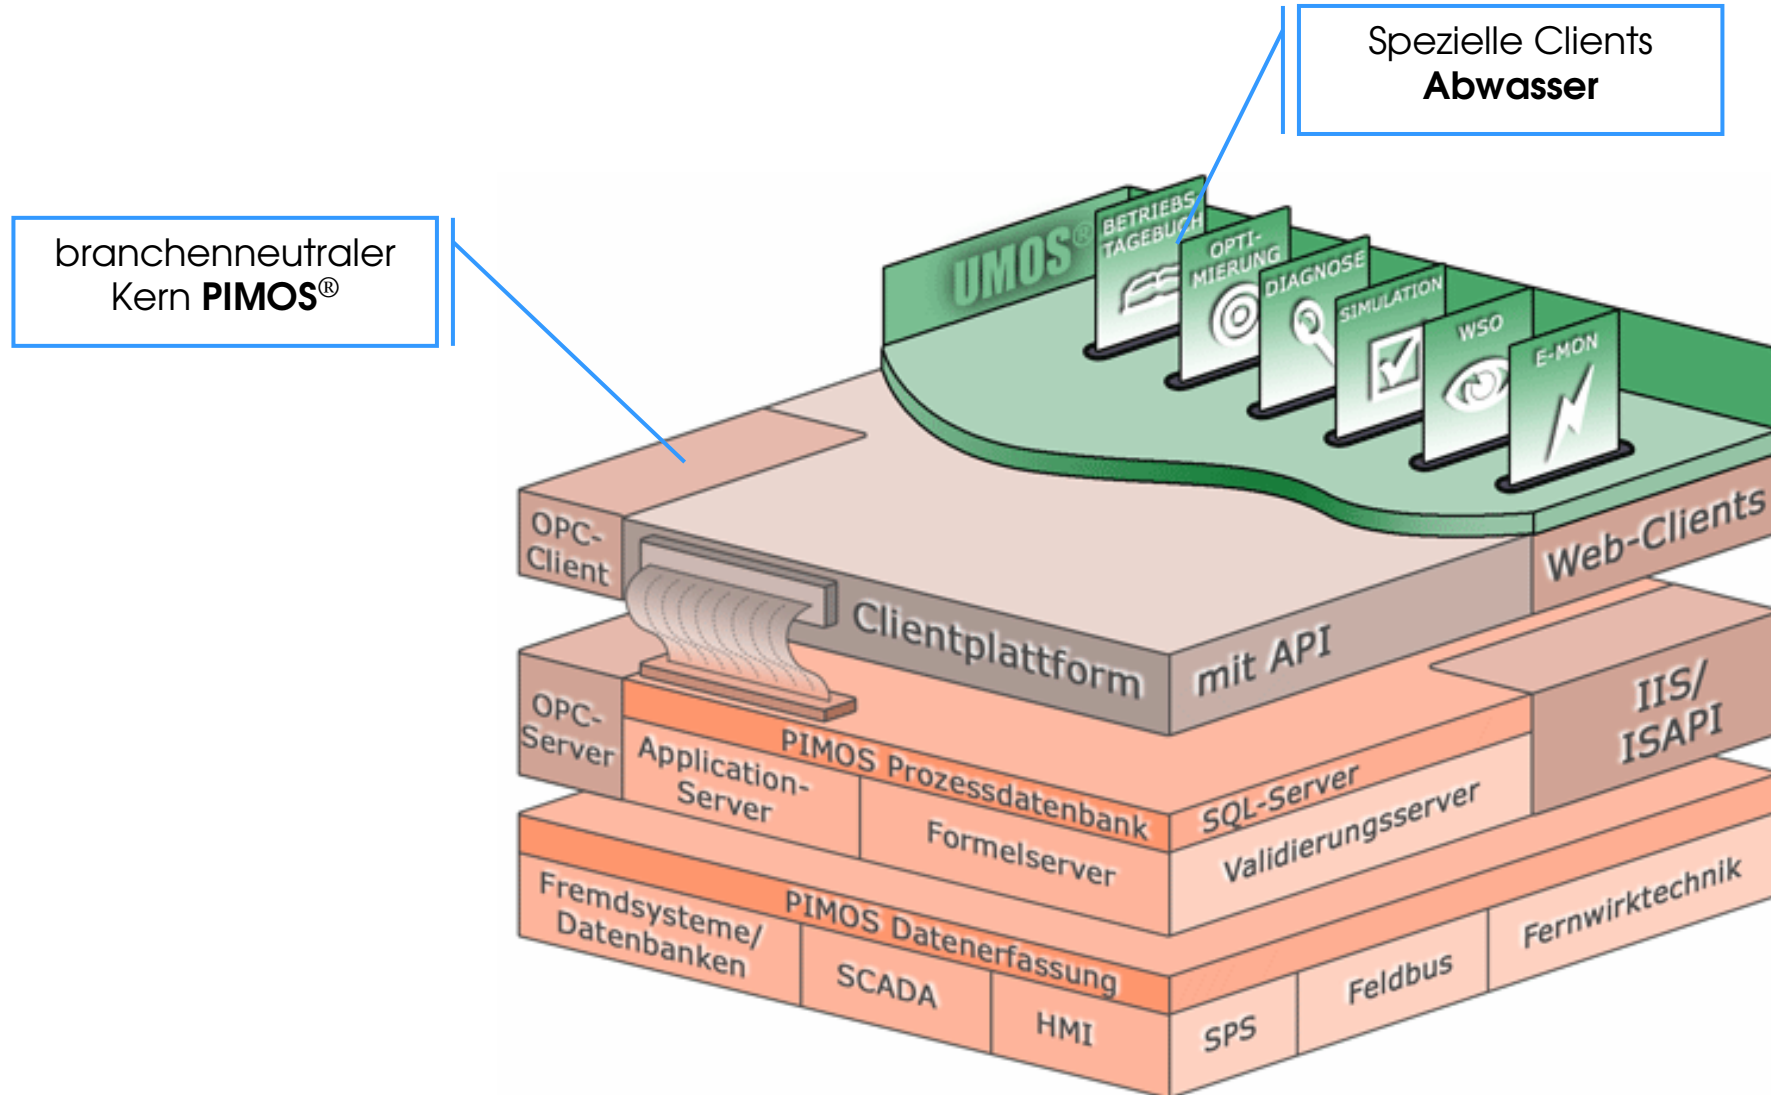 Spezielle Clients
Abwasser
branchenneutraler
Kern PIMOS®
UMOS®
BETRIEBS-
TAGEBUCH
OPTI-
MIERUNG
DIAGNOSE
SIMULATION
WSO
E-MON
OPC-
Client
Clientplattform
mit API
Web-Clients
OPC-
Server
PIMOS Prozessdatenbank
SQL-Server
IIS/
ISAPI
Application-
Server
Formelserver
Validierungsserver
PIMOS Datenerfassung
Fremdsysteme/
Datenbanken
SCADA
HMI
SPS
Feldbus
Fernwirktechnik